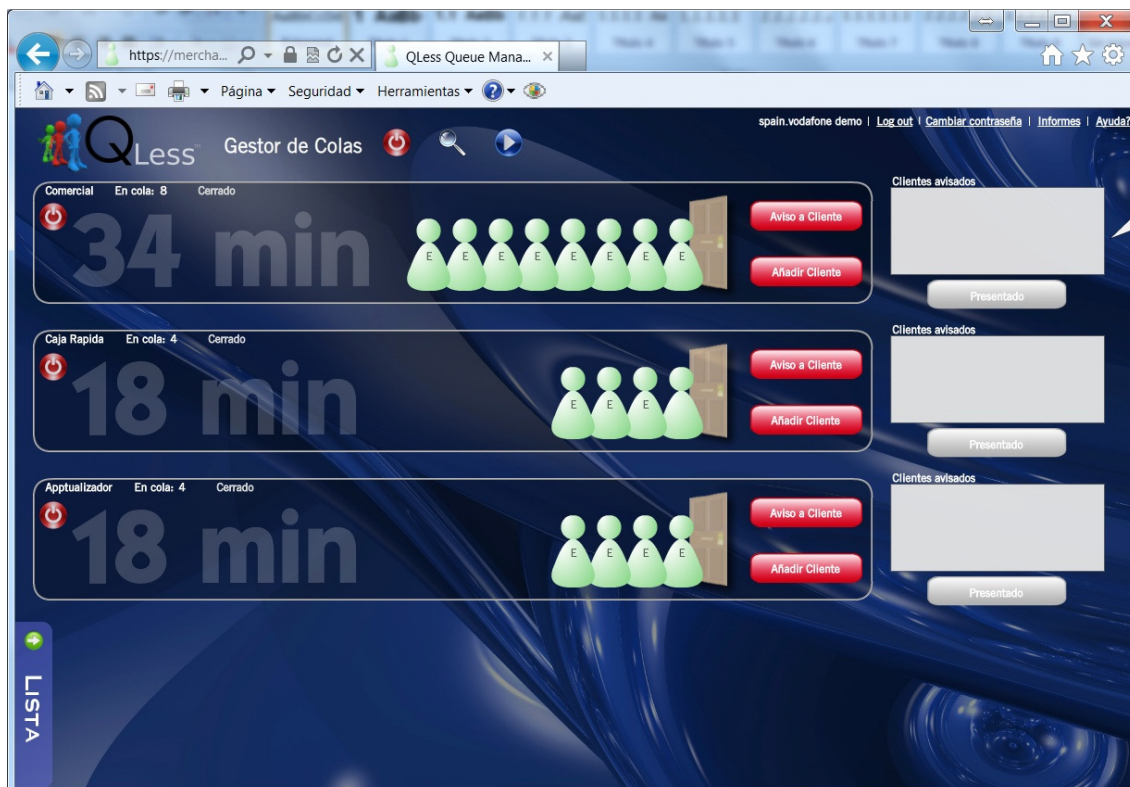 https://mercha...
QLess Queue Mana...
Página Seguridad Herramientas
QLess™ Gestor de Colas
spain.vodafone demo | Log out | Cambiar contraseña | Informes | Ayuda?
Comercial En cola: 8 Cerrado
34 min
E E E E E E E E
Aviso a Cliente
Añadir Cliente
Clientes avisados
Presentado
Caja Rapida En cola: 4 Cerrado
18 min
E E E E
Aviso a Cliente
Añadir Cliente
Clientes avisados
Presentado
Apptualizador En cola: 4 Cerrado
18 min
E E E E
Aviso a Cliente
Añadir Cliente
Clientes avisados
Presentado
LISTA